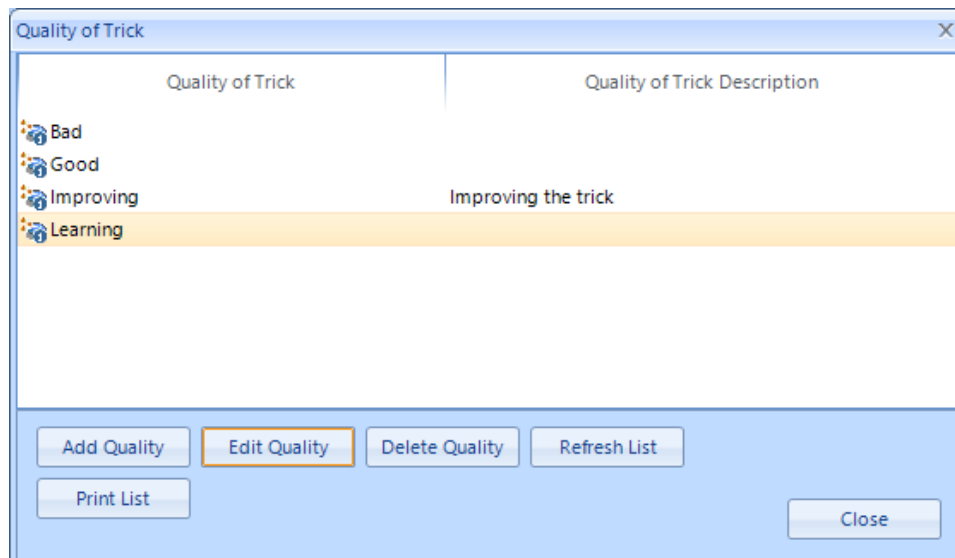 Quality of Trick
Quality of Trick Quality of Trick Description
Bad
Good
Improving Improving the trick
Learning
Add Quality Edit Quality Delete Quality Refresh List
Print List
Close